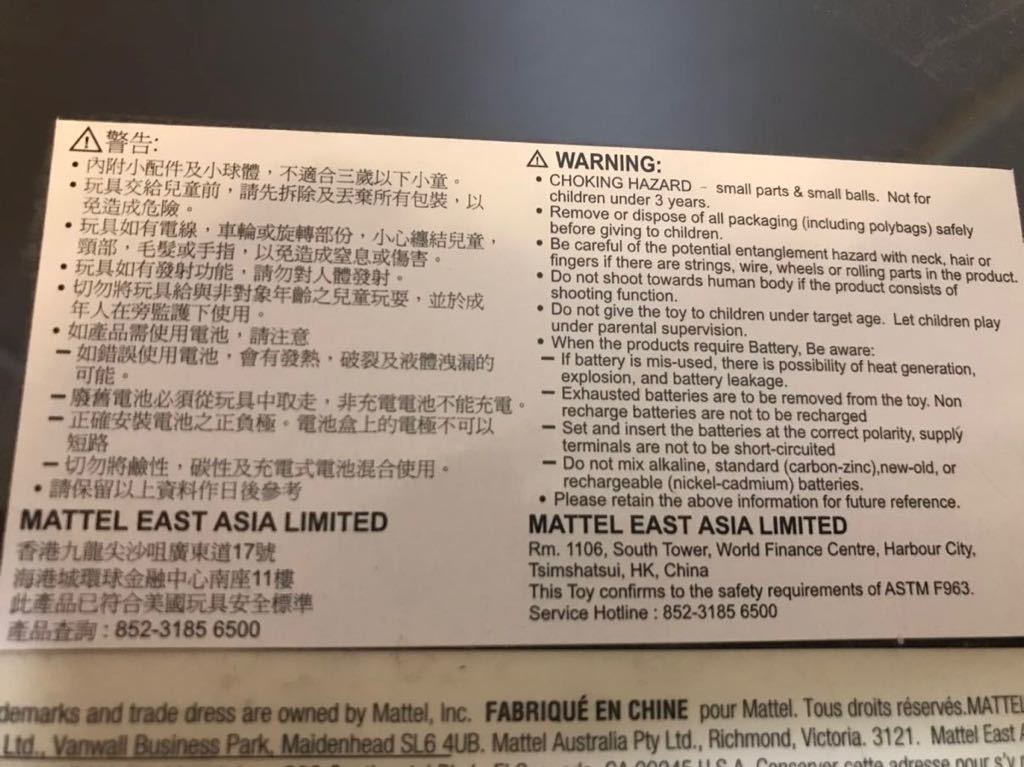 ⚠警告:
• 內附小配件及小球體，不適合三歲以下小童。
• 玩具交給兒童前，請先拆除及丟棄所有包裝，以
免造成危險。
• 玩具如有電線，車輪或旋轉部份，小心纏結兒童，
頸部，毛髮或手指，以免造成窒息或傷害。
• 玩具如有發射功能，請勿對人體發射。
• 切勿將玩具給與非對象年齡之兒童玩耍，並於成
年人在旁監護下使用。
• 如產品需使用電池，請注意
– 如錯誤使用電池，會有發熱，破裂及液體洩漏的
可能。
– 廢舊電池必須從玩具中取走，非充電電池不能充電。
– 正確安裝電池之正負極。電池盒上的電極不可以
短路
– 切勿將鹼性，碳性及充電式電池混合使用。
• 請保留以上資料作日後參考
MATTEL EAST ASIA LIMITED
香港九龍尖沙咀廣東道17號
海港城環球金融中心南座11樓
此產品已符合美國玩具安全標準
產品查詢 : 852-3185 6500
⚠ WARNING:
• CHOKING HAZARD – small parts & small balls. Not for
children under 3 years.
• Remove or dispose of all packaging (including polybags) safely
before giving to children.
• Be careful of the potential entanglement hazard with neck, hair or
fingers if there are strings, wire, wheels or rolling parts in the product.
• Do not shoot towards human body if the product consists of
shooting function.
• Do not give the toy to children under target age. Let children play
under parental supervision.
• When the products require Battery, Be aware:
– If battery is mis-used, there is possibility of heat generation,
explosion, and battery leakage.
– Exhausted batteries are to be removed from the toy. Non
recharge batteries are not to be recharged
– Set and insert the batteries at the correct polarity, supply
terminals are not to be short-circuited
– Do not mix alkaline, standard (carbon-zinc),new-old, or
rechargeable (nickel-cadmium) batteries.
• Please retain the above information for future reference.
MATTEL EAST ASIA LIMITED
Rm. 1106, South Tower, World Finance Centre, Harbour City,
Tsimshatsui, HK, China
This Toy confirms to the safety requirements of ASTM F963.
Service Hotline : 852-3185 6500
demarks and trade dress are owned by Mattel, Inc. FABRIQUÉ EN CHINE pour Mattel. Tous droits réservés.MATTEL
Ltd., Vanwall Business Park, Maidenhead SL6 4UB. Mattel Australia Pty Ltd., Richmond, Victoria. 3121. Mattel East A
CA 90245 U.S.A. Conserver cette adresse pour s'y